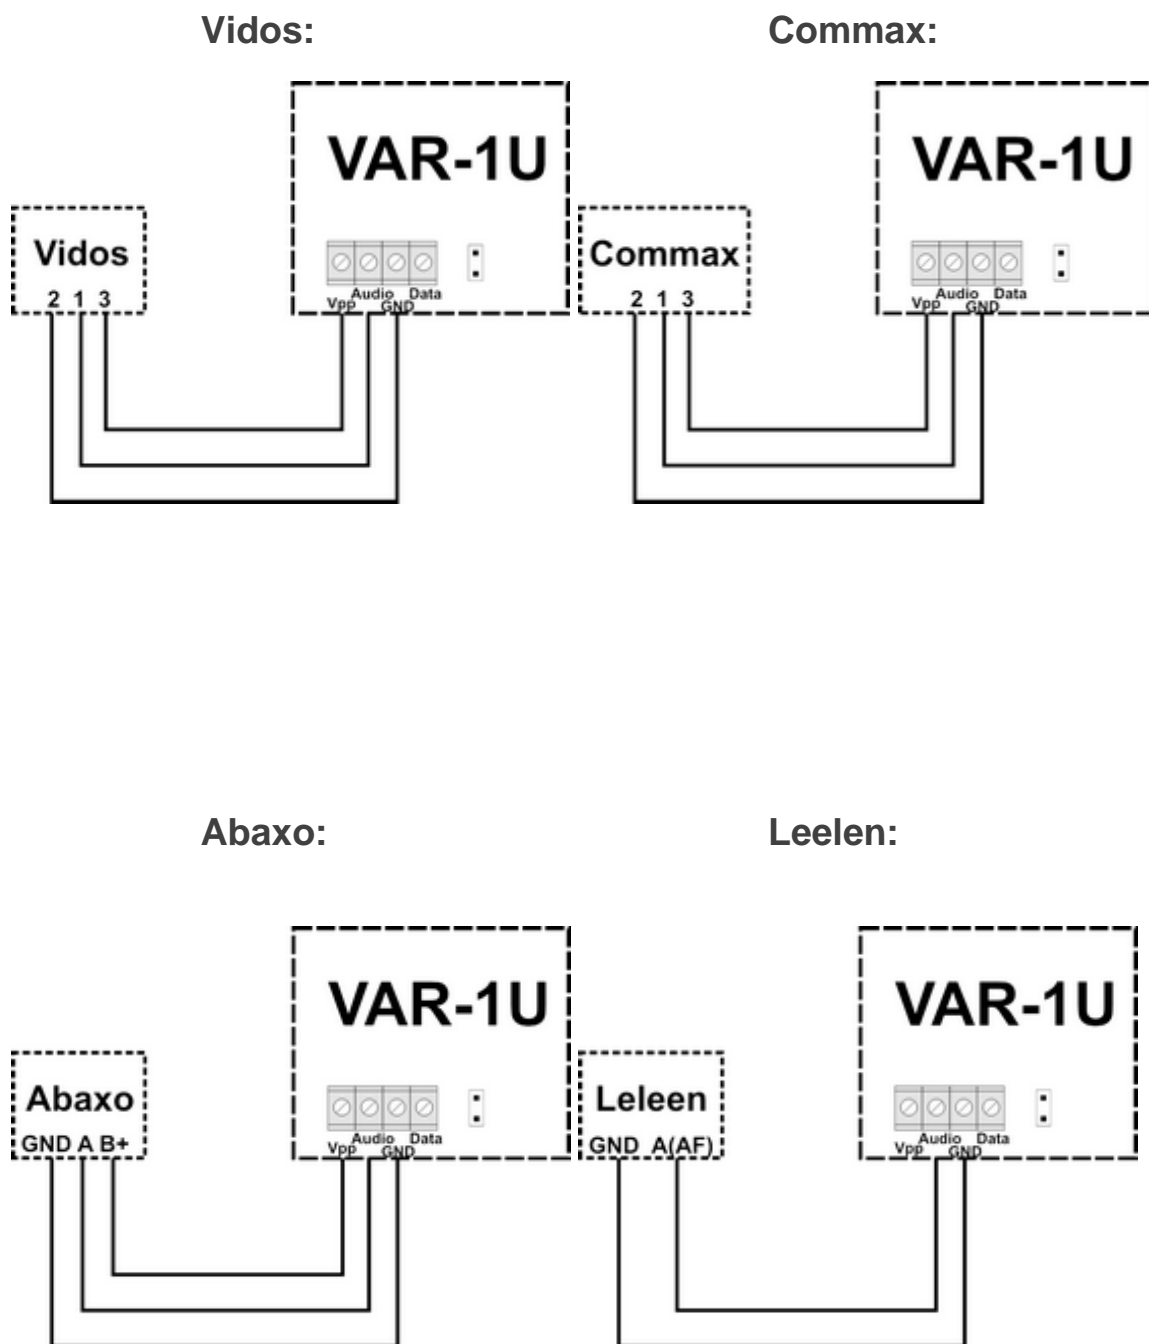 Vidos:
Commax:
VAR-1U
VAR-1U
Vidos
2 1 3
Audio Data
Vpp GND
Commax
2 1 3
Audio Data
Vpp GND
Abaxo:
Leelen:
VAR-1U
VAR-1U
Abaxo
GND A B+
Audio Data
Vpp GND
Leleen
GND A(AF)
Audio Data
Vpp GND